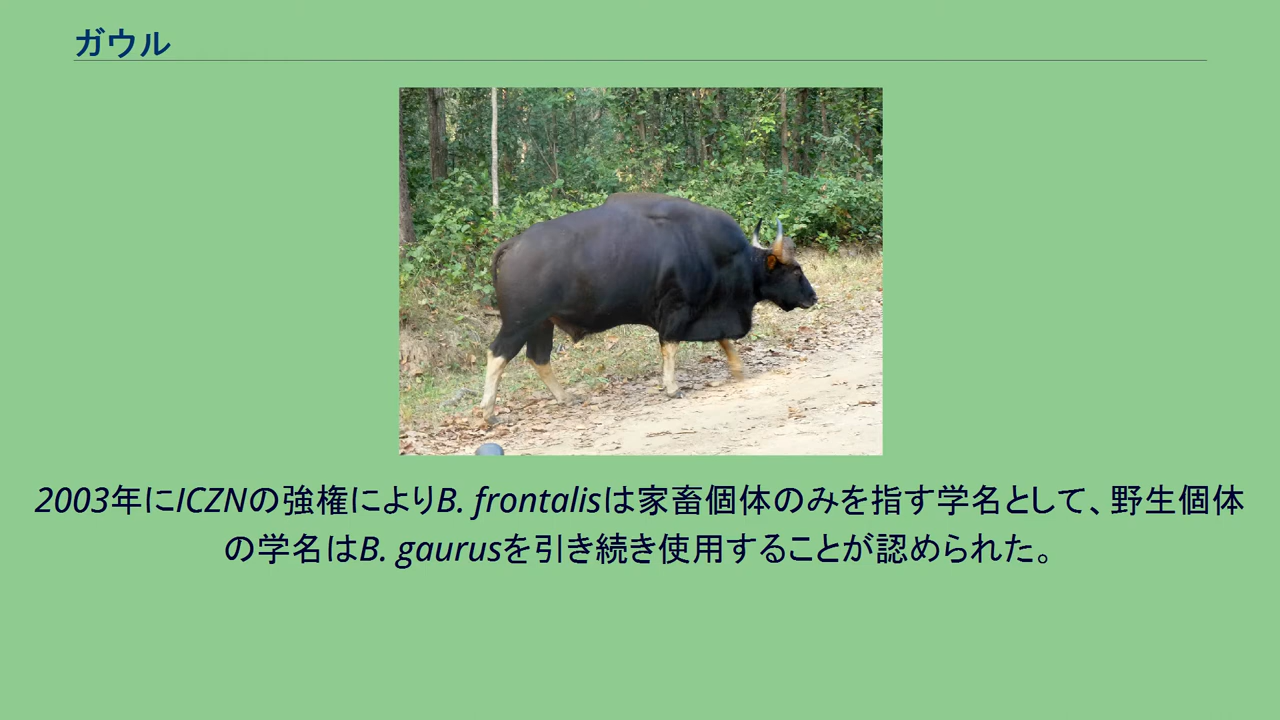 ガウル
2003年にICZNの強権によりB. frontalisは家畜個体のみを指す学名として、野生個体
の学名はB. gaurusを引き続き使用することが認められた。